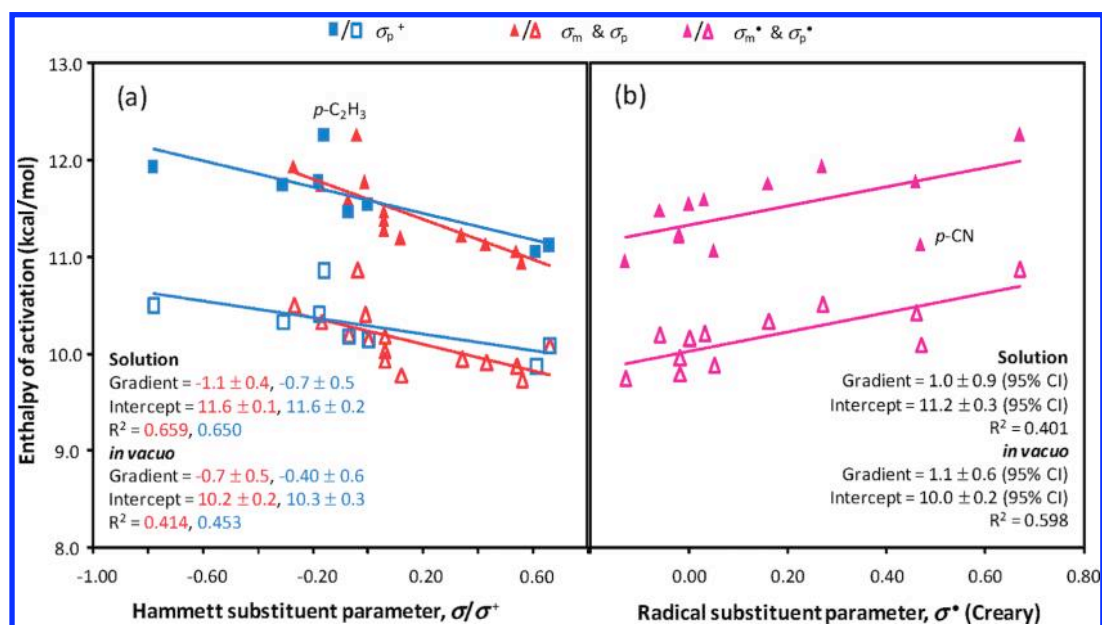 ■/□ σp+ ▲/△ σm & σp ▲/△ σm• & σp•
13.0
12.0
11.0
10.0
9.0
8.0
Enthalpy of activation (kcal/mol)
(a)
p-C2H3
Solution
Gradient = -1.1 ± 0.4, -0.7 ± 0.5
Intercept = 11.6 ± 0.1, 11.6 ± 0.2
R2 = 0.659, 0.650
in vacuo
Gradient = -0.7 ± 0.5, -0.40 ± 0.6
Intercept = 10.2 ± 0.2, 10.3 ± 0.3
R2 = 0.414, 0.453
-1.00 -0.60 -0.20 0.20 0.60
Hammett substituent parameter, σ/σ+
(b)
p-CN
Solution
Gradient = 1.0 ± 0.9 (95% CI)
Intercept = 11.2 ± 0.3 (95% CI)
R2 = 0.401
in vacuo
Gradient = 1.1 ± 0.6 (95% CI)
Intercept = 10.0 ± 0.2 (95% CI)
R2 = 0.598
0.00 0.20 0.40 0.60 0.80
Radical substituent parameter, σ• (Creary)